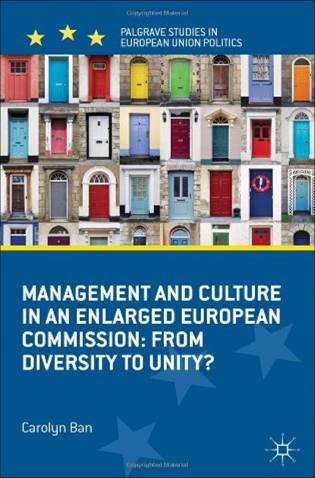 PALGRAVE STUDIES IN
EUROPEAN UNION POLITICS
MANAGEMENT AND CULTURE
IN AN ENLARGED EUROPEAN
COMMISSION: FROM
DIVERSITY TO UNITY?
Carolyn Ban